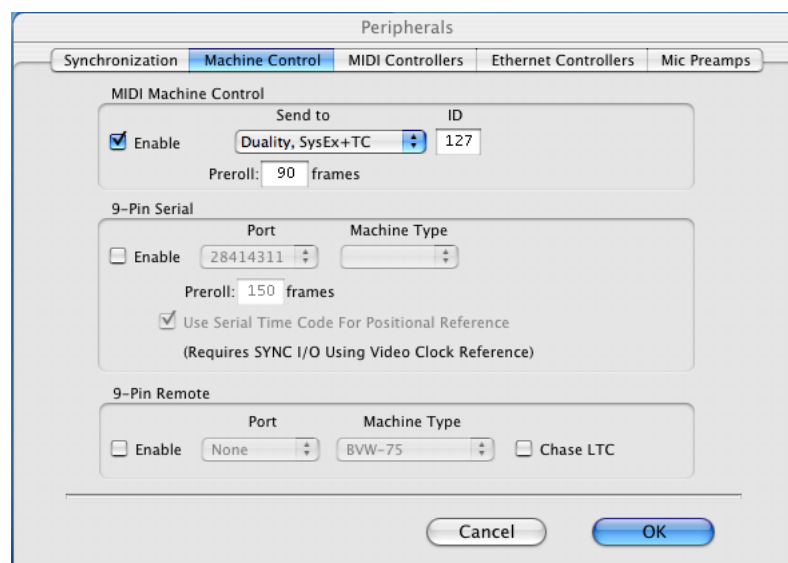 Peripherals
Synchronization Machine Control MIDI Controllers Ethernet Controllers Mic Preamps
MIDI Machine Control
Send to ID
Enable Duality, SysEx+TC 127
Preroll: 90 frames
9-Pin Serial
Port Machine Type
Enable 28414311
Preroll: 150 frames
Use Serial Time Code For Positional Reference
(Requires SYNC I/O Using Video Clock Reference)
9-Pin Remote
Port Machine Type
Enable None BVW-75 Chase LTC
Cancel OK